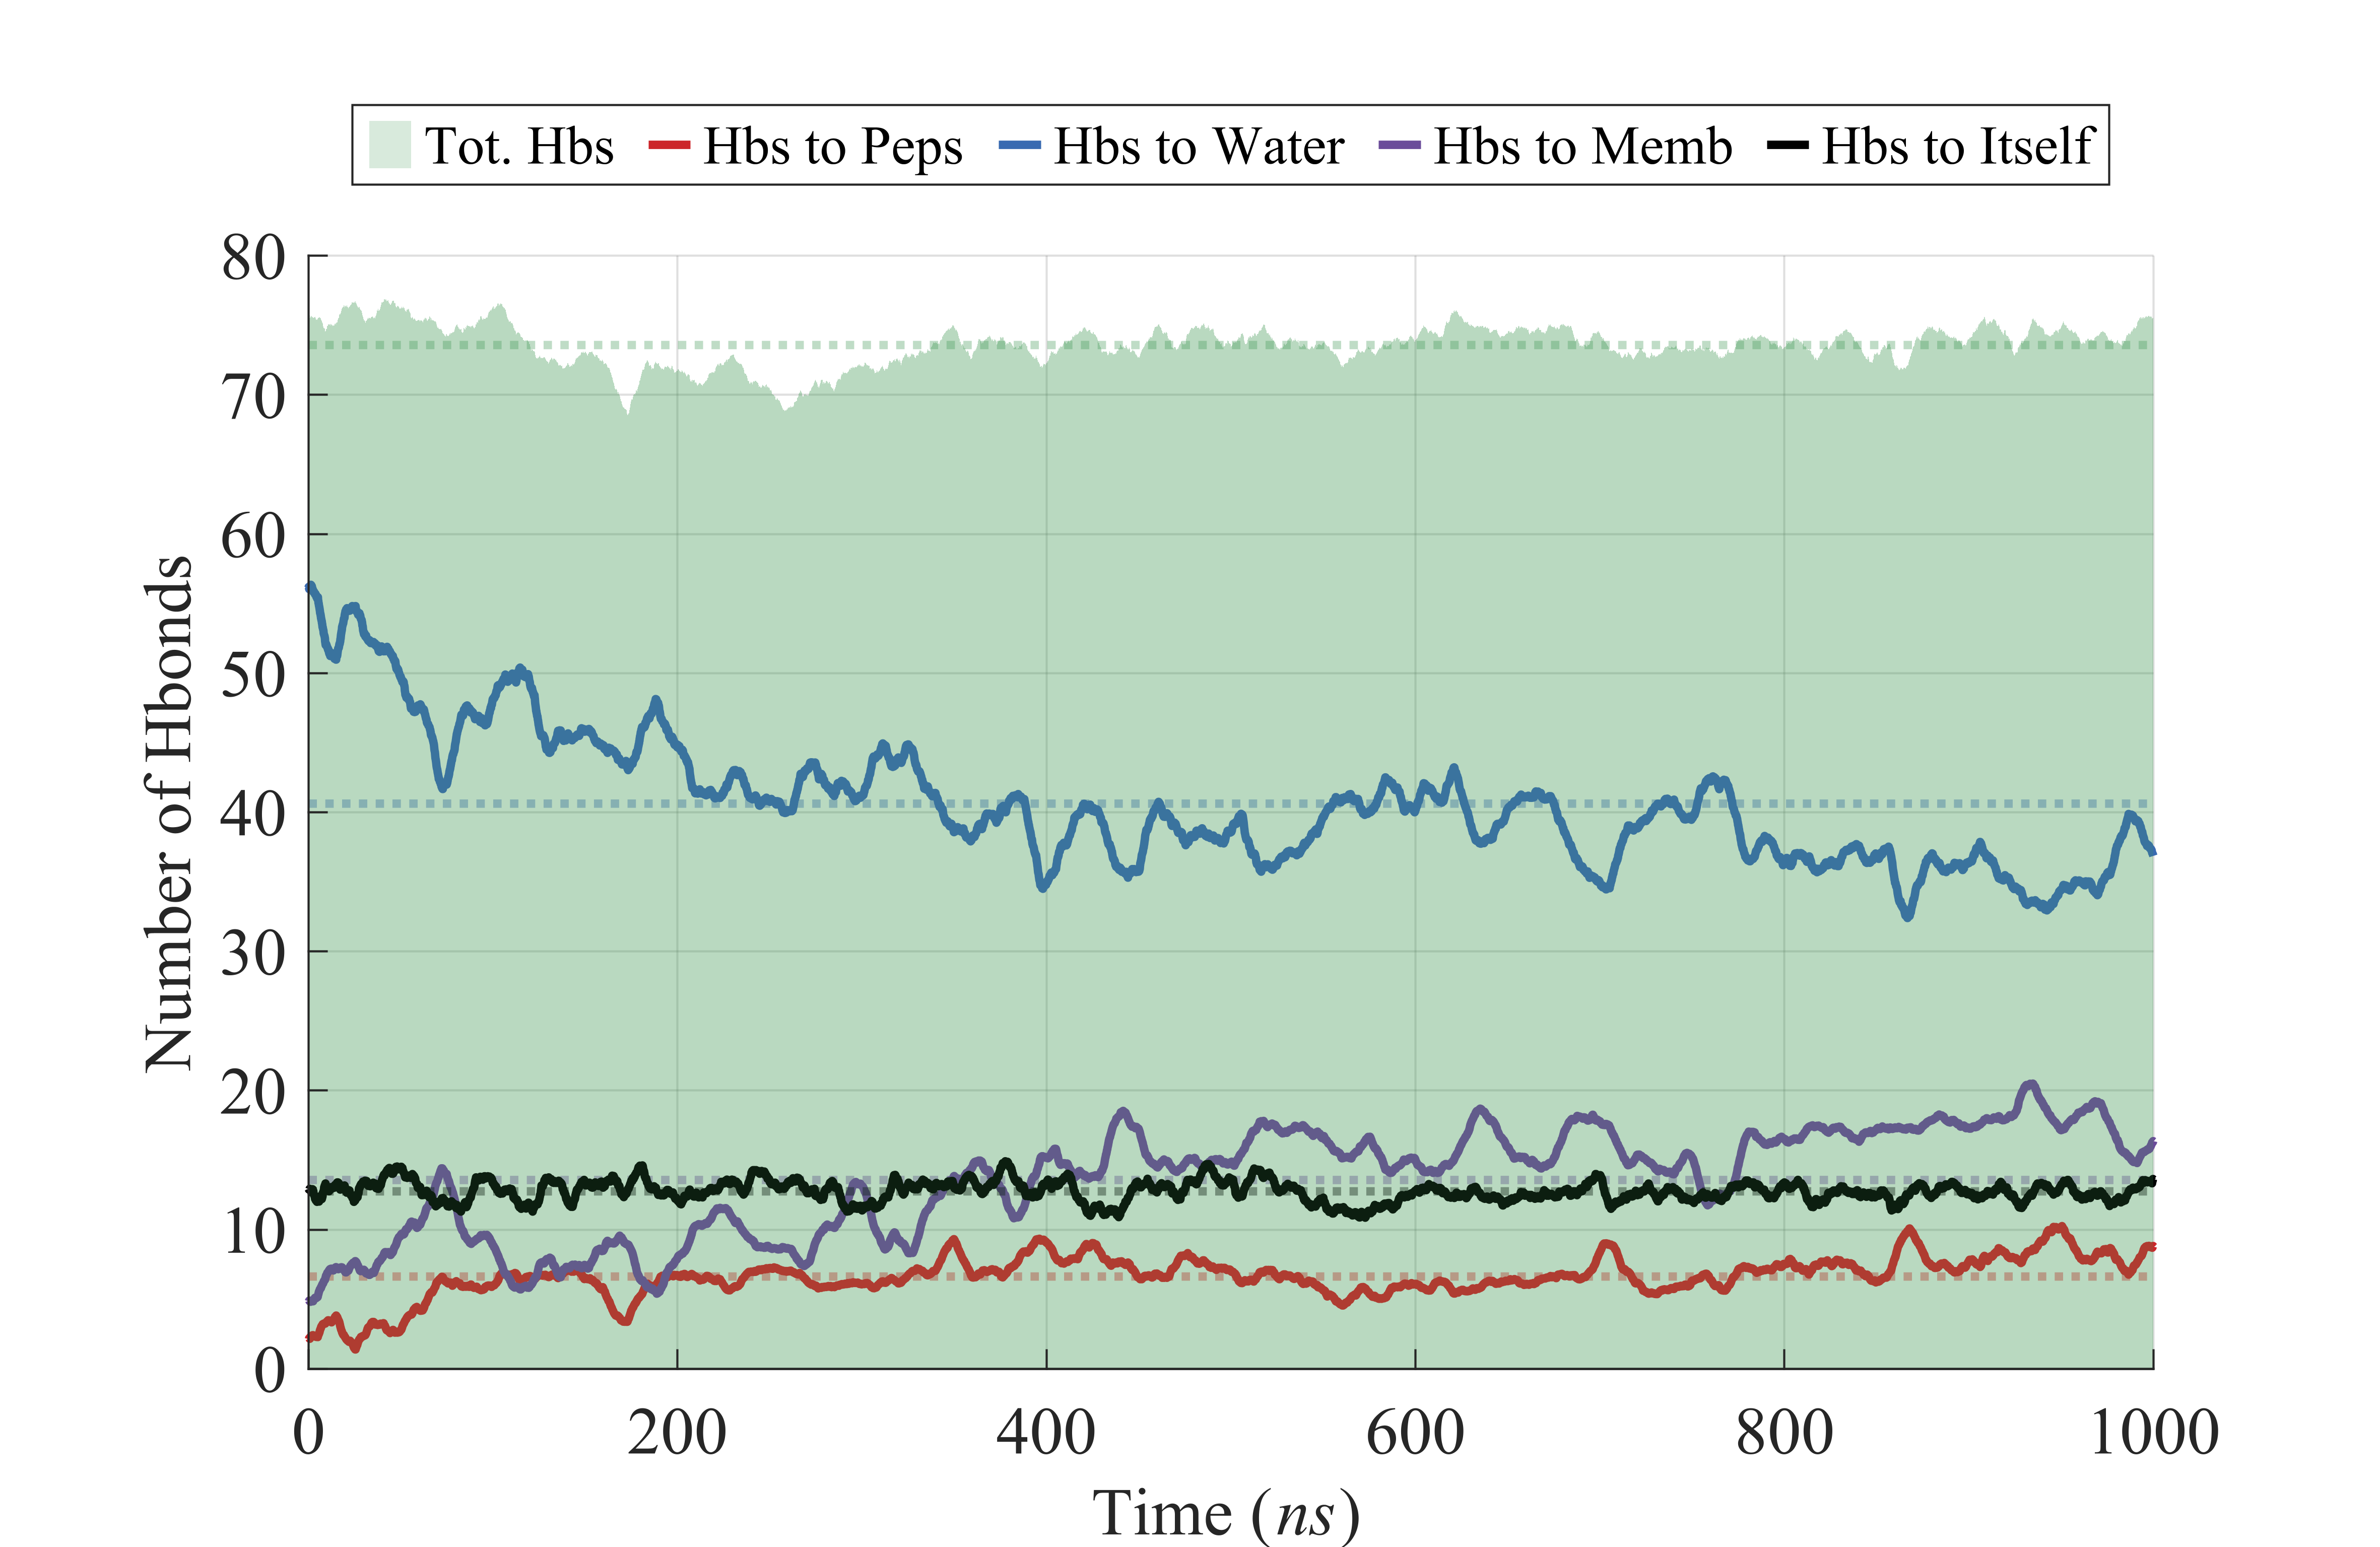 Tot. Hbs Hbs to Peps Hbs to Water Hbs to Memb Hbs to Itself
80
70
60
50
40
30
20
10
0
Number of Hbonds
0 200 400 600 800 1000
Time (ns)